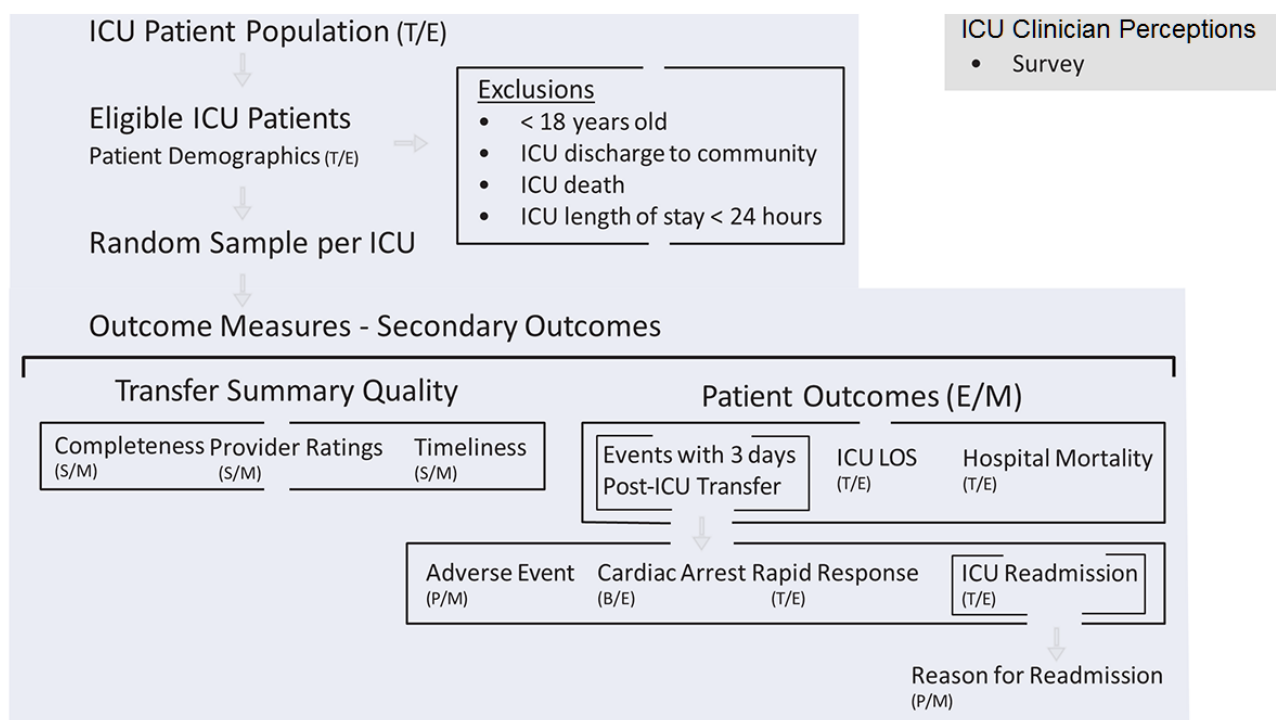 ICU Patient Population (T/E)
ICU Clinician Perceptions
• Survey
Eligible ICU Patients
Patient Demographics (T/E)
Exclusions
• < 18 years old
• ICU discharge to community
• ICU death
• ICU length of stay < 24 hours
Random Sample per ICU
Outcome Measures - Secondary Outcomes
Transfer Summary Quality
Completeness
(S/M)
Provider Ratings
(S/M)
Timeliness
(S/M)
Patient Outcomes (E/M)
Events with 3 days
Post-ICU Transfer
ICU LOS
(T/E)
Hospital Mortality
(T/E)
Adverse Event
(P/M)
Cardiac Arrest
(B/E)
Rapid Response
(T/E)
ICU Readmission
(T/E)
Reason for Readmission
(P/M)